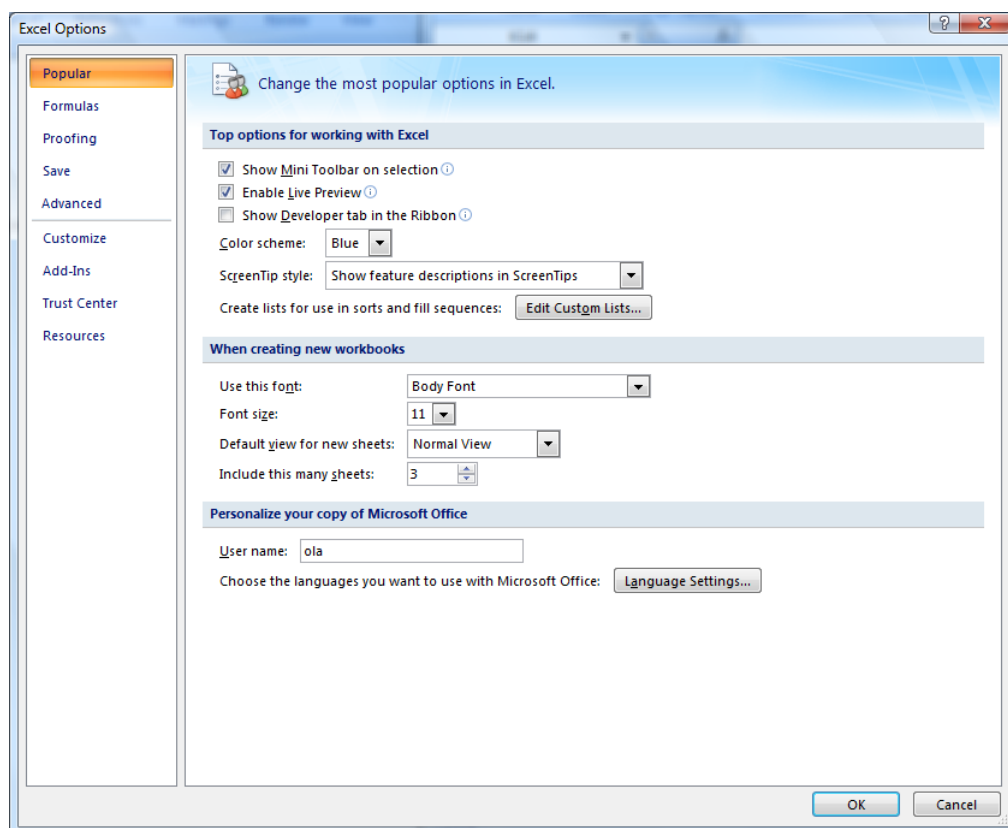 Excel Options
Popular
Formulas
Proofing
Save
Advanced
Customize
Add-Ins
Trust Center
Resources
Change the most popular options in Excel.
Top options for working with Excel
Show Mini Toolbar on selection
Enable Live Preview
Show Developer tab in the Ribbon
Color scheme: Blue
ScreenTip style: Show feature descriptions in ScreenTips
Create lists for use in sorts and fill sequences: Edit Custom Lists...
When creating new workbooks
Use this font: Body Font
Font size: 11
Default view for new sheets: Normal View
Include this many sheets: 3
Personalize your copy of Microsoft Office
User name: ola
Choose the languages you want to use with Microsoft Office: Language Settings...
OK Cancel